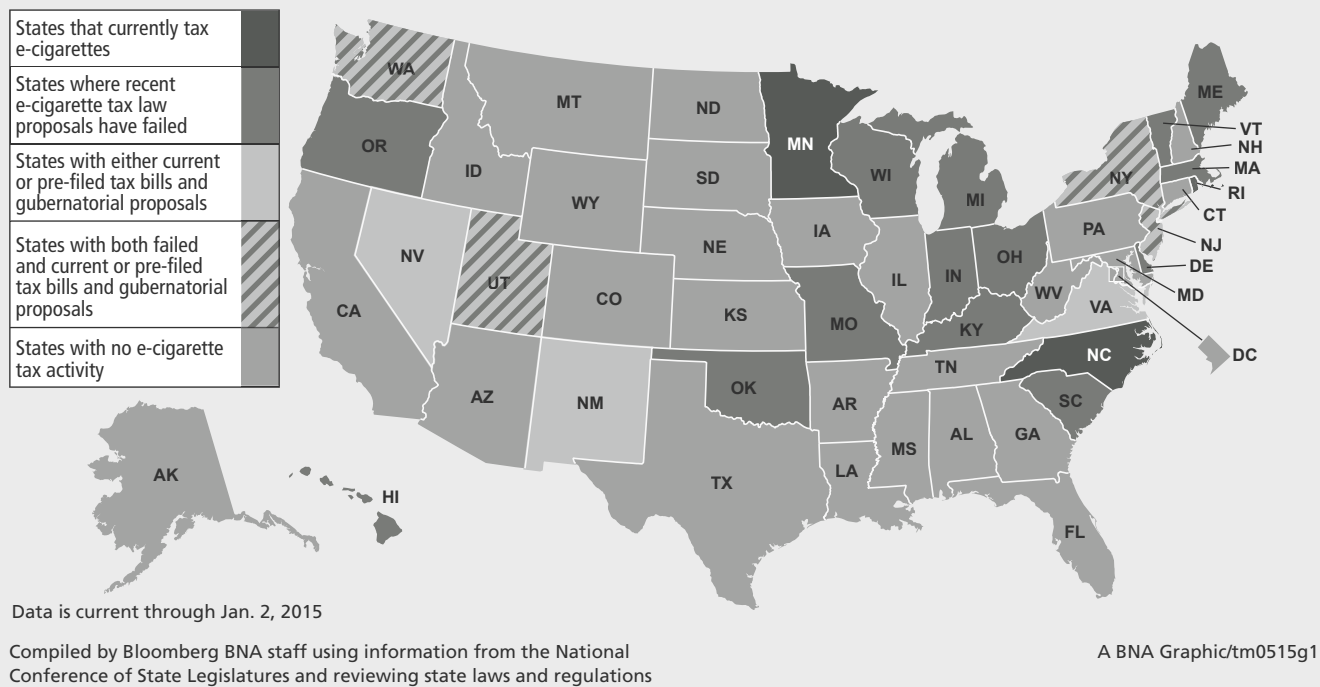 States that currently tax
e-cigarettes
States where recent
e-cigarette tax law
proposals have failed
States with either current
or pre-filed tax bills and
gubernatorial proposals
States with both failed
and current or pre-filed
tax bills and gubernatorial
proposals
States with no e-cigarette
tax activity
WA
MT
ND
MN
ME
VT
NH
MA
RI
CT
NJ
DE
MD
DC
OR
ID
SD
WI
MI
NY
WY
IA
PA
NE
NV
UT
CO
IL
IN
OH
WV
VA
CA
KS
MO
KY
NC
TN
AZ
NM
OK
AR
SC
MS
AL
GA
LA
TX
FL
AK
HI
Data is current through Jan. 2, 2015
Compiled by Bloomberg BNA staff using information from the National
Conference of State Legislatures and reviewing state laws and regulations
A BNA Graphic/tm0515g1